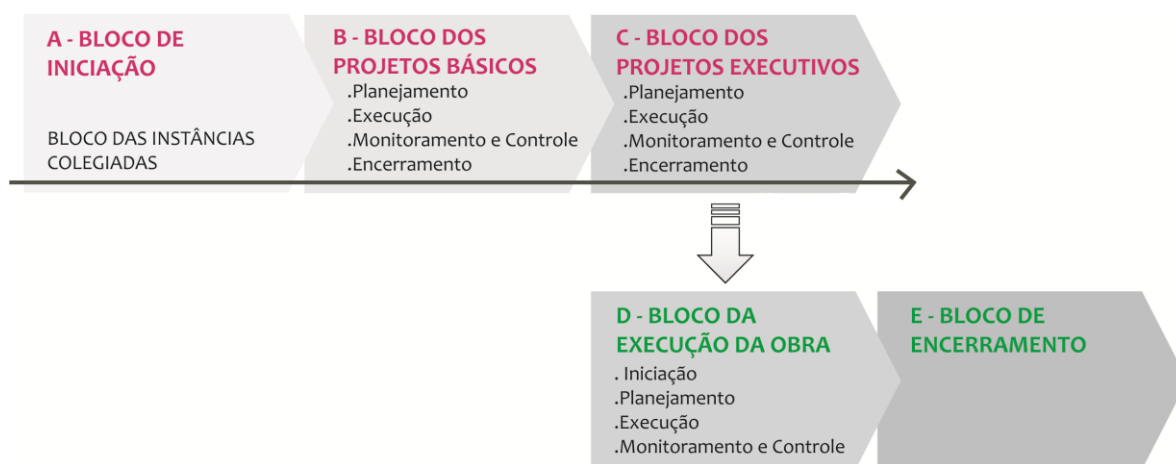 A - BLOCO DE
INICIAÇÃO
BLOCO DAS INSTÂNCIAS
COLEGIADAS
B - BLOCO DOS
PROJETOS BÁSICOS
.Planejamento
.Execução
.Monitoramento e Controle
.Encerramento
C - BLOCO DOS
PROJETOS EXECUTIVOS
.Planejamento
.Execução
.Monitoramento e Controle
.Encerramento
D - BLOCO DA
EXECUÇÃO DA OBRA
. Iniciação
.Planejamento
.Execução
.Monitoramento e Controle
E - BLOCO DE
ENCERRAMENTO